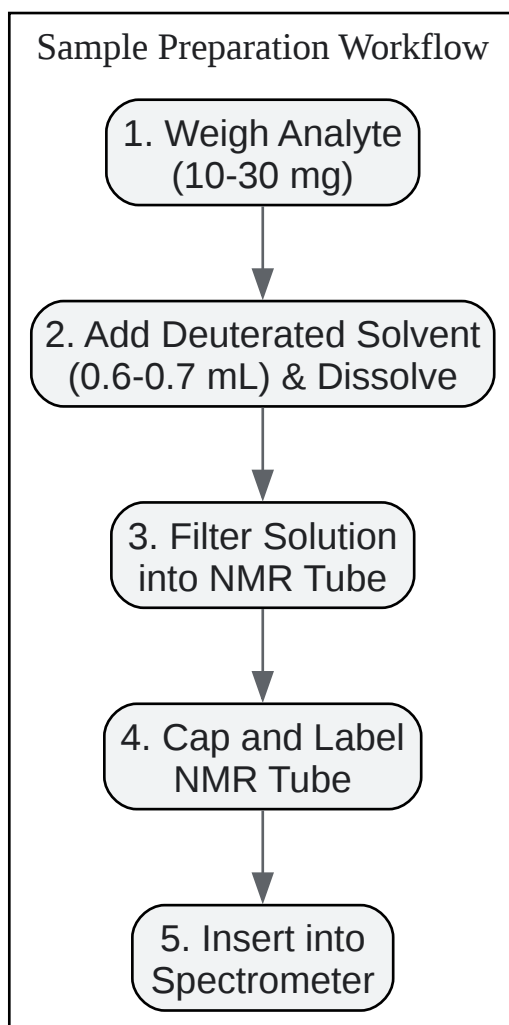 Sample Preparation Workflow
1. Weigh Analyte
(10-30 mg)
2. Add Deuterated Solvent
(0.6-0.7 mL) & Dissolve
3. Filter Solution
into NMR Tube
4. Cap and Label
NMR Tube
5. Insert into
Spectrometer